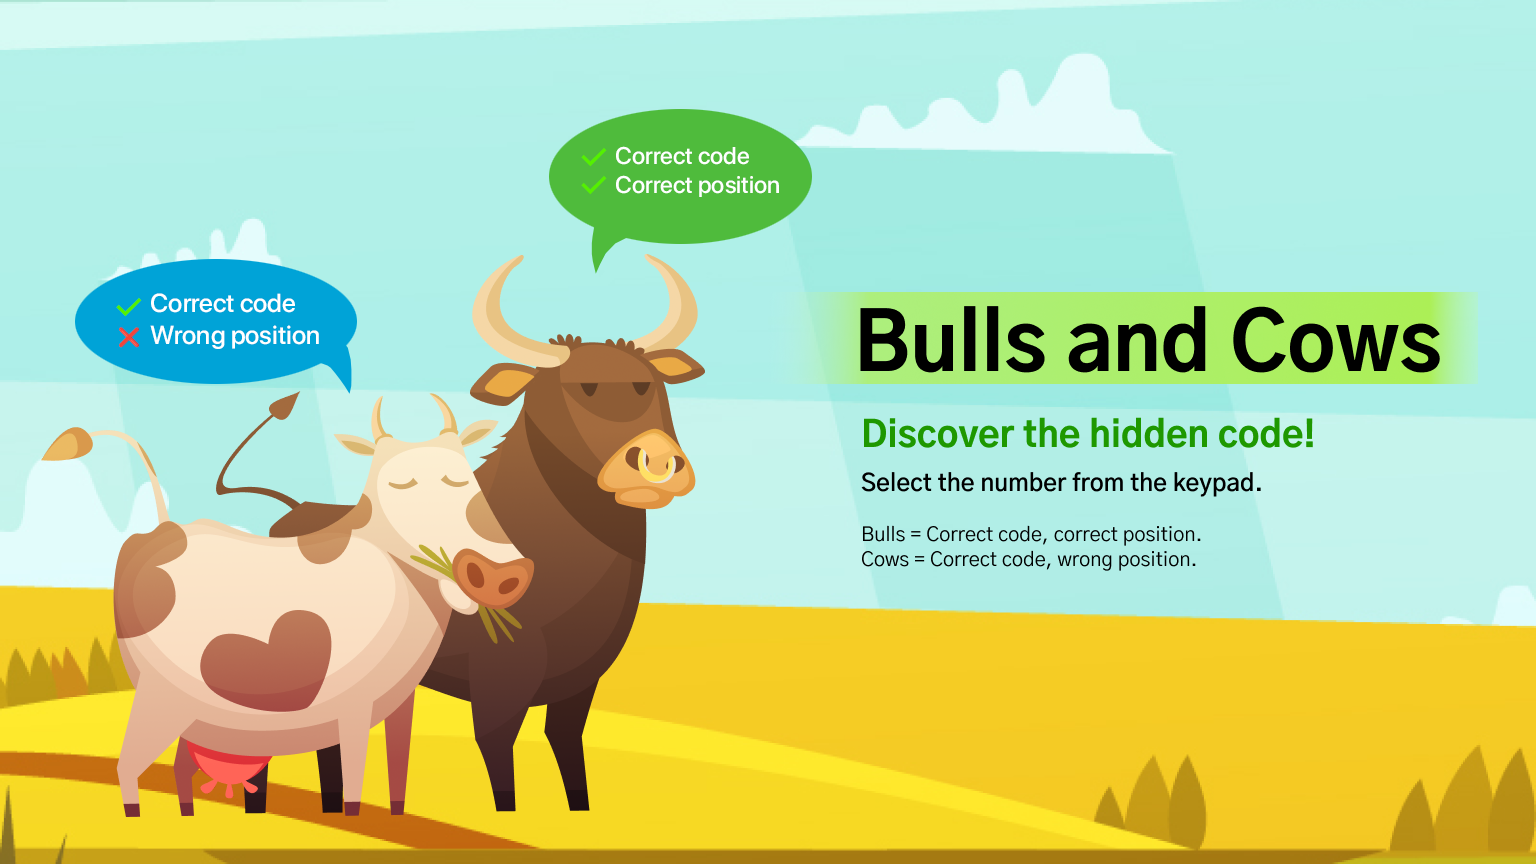 Correct code
Correct position
Correct code
Wrong position
Bulls and Cows
Discover the hidden code!
Select the number from the keypad.
Bulls = Correct code, correct position.
Cows = Correct code, wrong position.